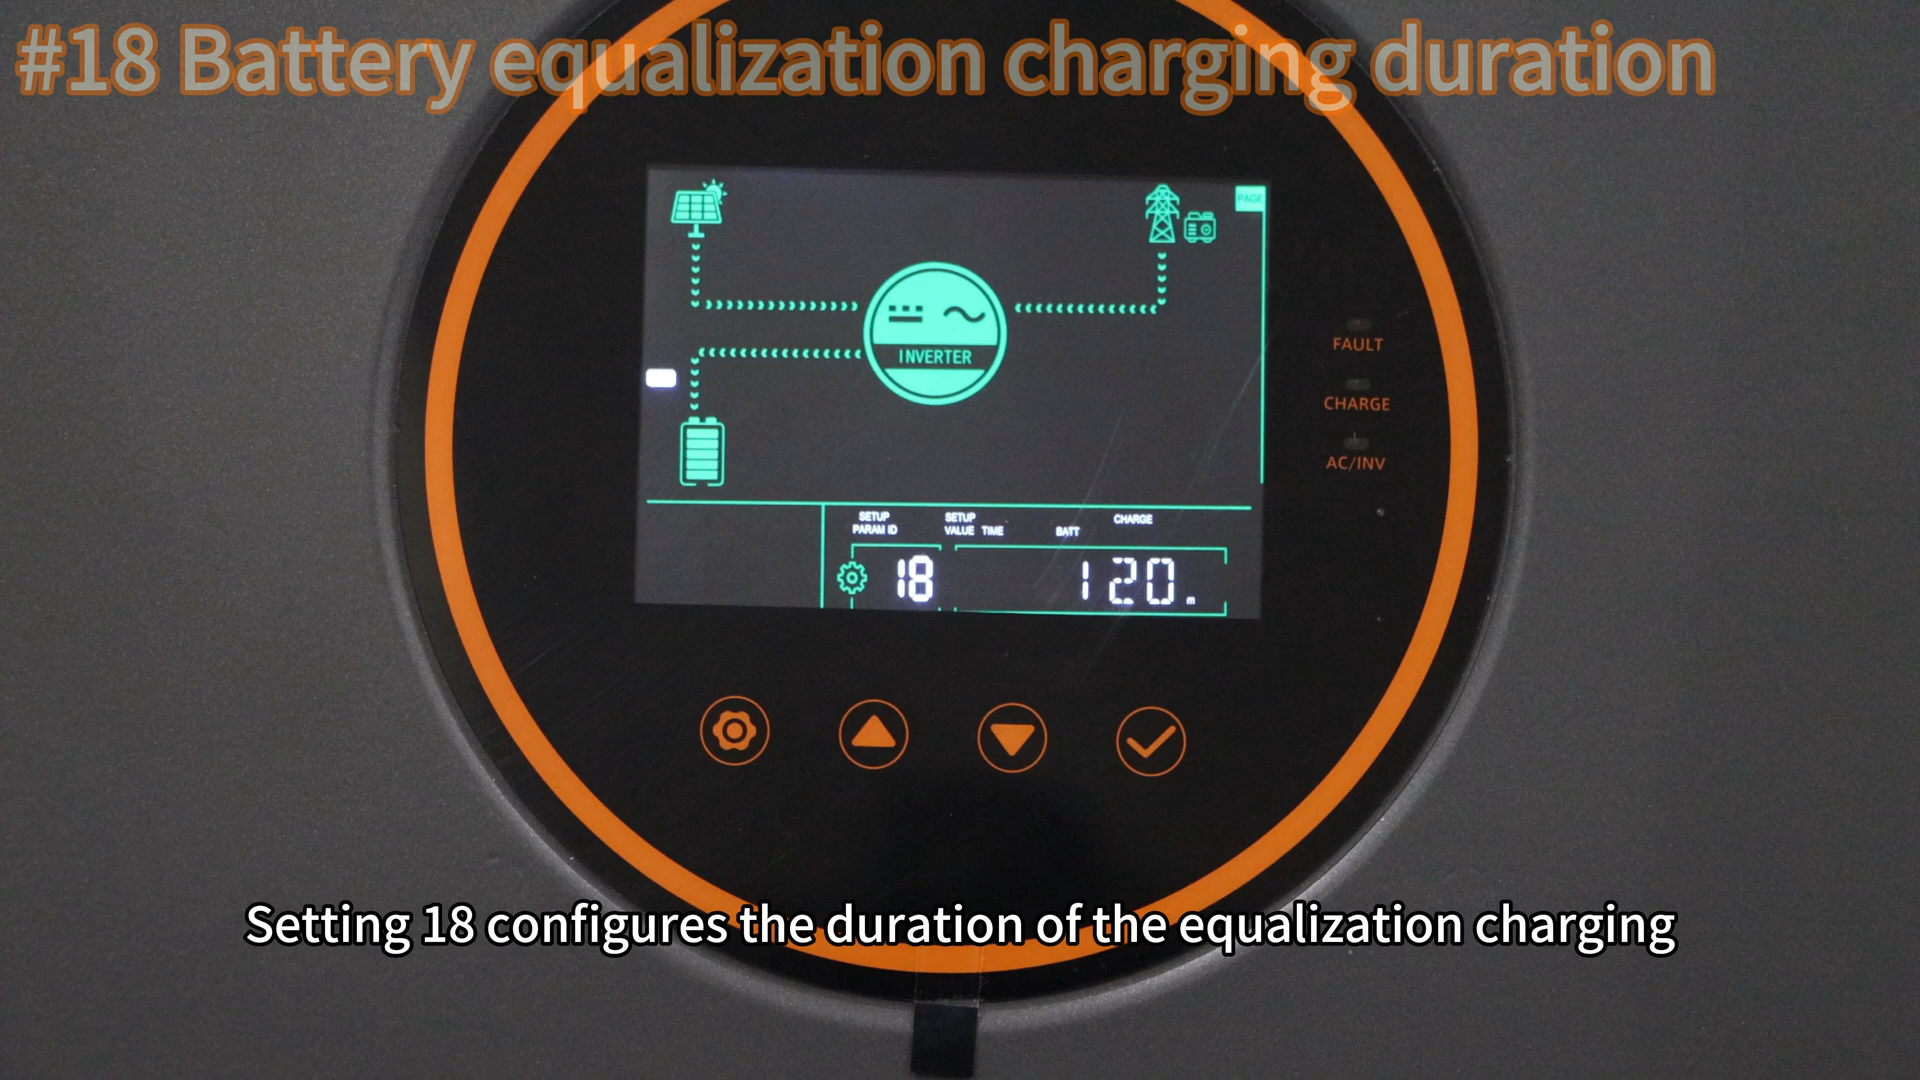 #18 Battery equalization charging duration
PAGE
INVERTER
FAULT
CHARGE
AC/INV
SETUP PARAM ID
SETUP VALUE TIME
BATT
CHARGE
18
120m
Setting 18 configures the duration of the equalization charging